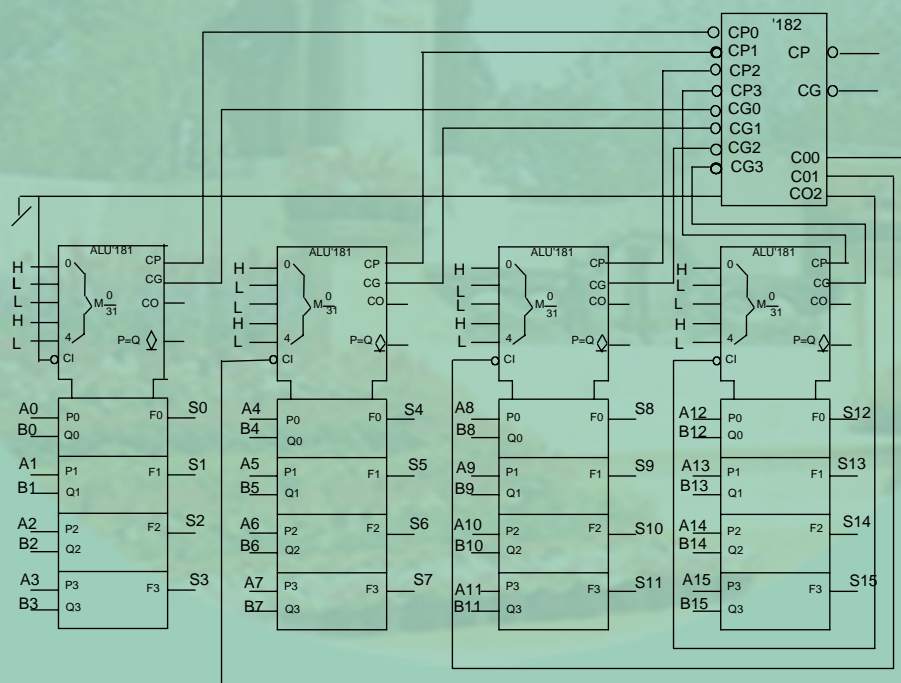 '182
CP0
CP1
CP2
CP3
CG0
CG1
CG2
CG3
CP
CG
C00
C01
CO2
ALU'181
H
L
L
H
L
0
4
M 0
31
CP
CG
CO
P=Q
CI
A0
B0
P0
Q0
F0
S0
A1
B1
P1
Q1
F1
S1
A2
B2
P2
Q2
F2
S2
A3
B3
P3
Q3
F3
S3
ALU'181
H
L
L
H
L
0
4
M 0
31
CP
CG
CO
P=Q
CI
A4
B4
P0
Q0
F0
S4
A5
B5
P1
Q1
F1
S5
A6
B6
P2
Q2
F2
S6
A7
B7
P3
Q3
F3
S7
ALU'181
H
L
L
H
L
0
4
M 0
31
CP
CG
CO
P=Q
CI
A8
B8
P0
Q0
F0
S8
A9
B9
P1
Q1
F1
S9
A10
B10
P2
Q2
F2
S10
A11
B11
P3
Q3
F3
S11
ALU'181
H
L
L
H
L
0
4
M 0
31
CP
CG
CO
P=Q
CI
A12
B12
P0
Q0
F0
S12
A13
B13
P1
Q1
F1
S13
A14
B14
P2
Q2
F2
S14
A15
B15
P3
Q3
F3
S15